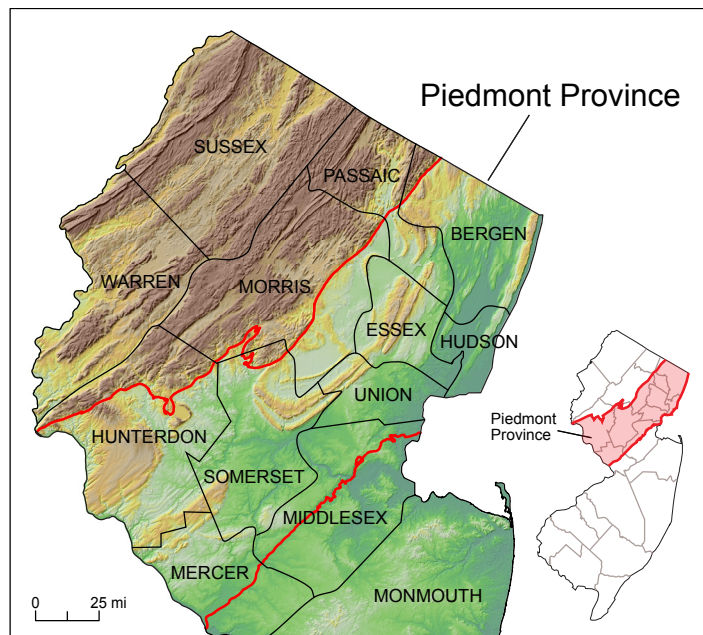 Piedmont Province
SUSSEX
PASSAIC
BERGEN
WARREN
MORRIS
ESSEX
HUDSON
UNION
HUNTERDON
Piedmont
Province
SOMERSET
MIDDLESEX
MERCER
MONMOUTH
0 25 mi